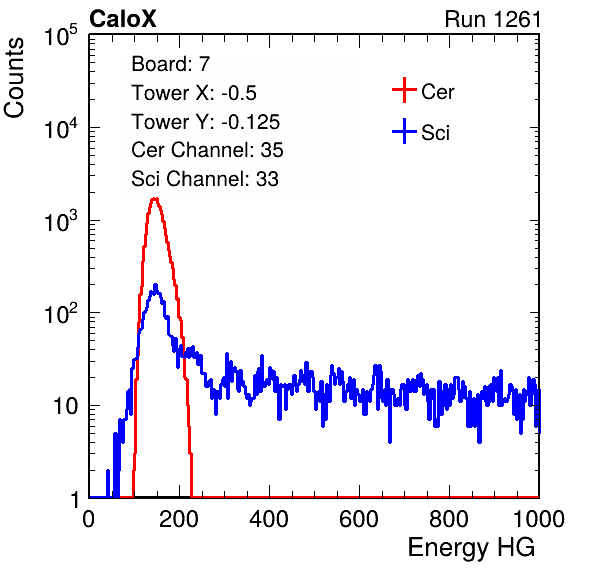 CaloX Run 1261
Counts
Board: 7
Tower X: -0.5
Tower Y: -0.125
Cer Channel: 35
Sci Channel: 33
Cer
Sci
10^5
10^4
10^3
10^2
10
1
0 200 400 600 800 1000
Energy HG